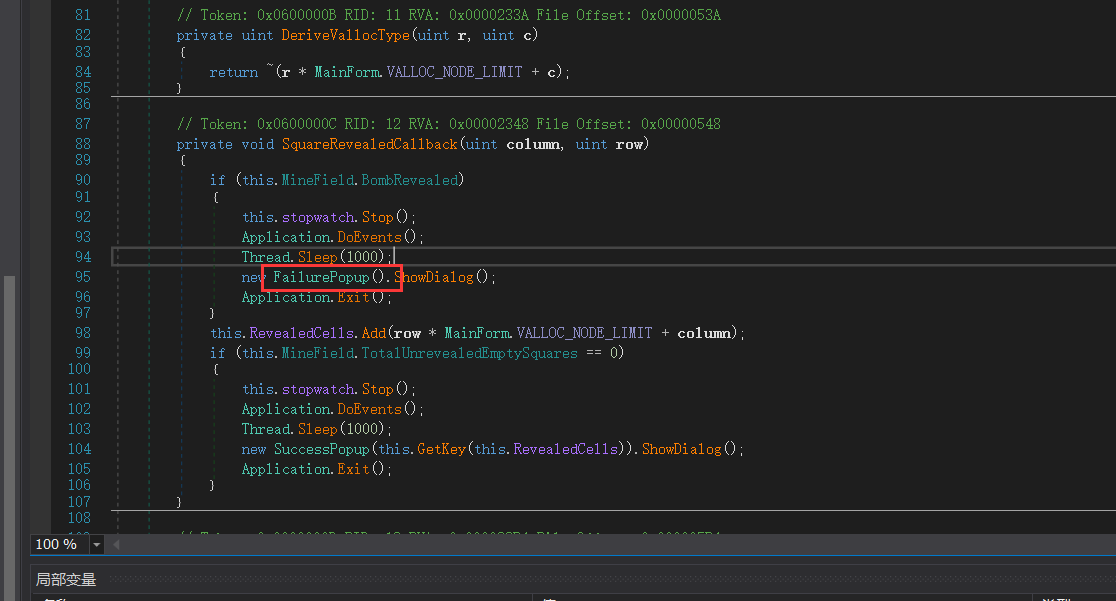 81 // Token: 0x0600000B RID: 11 RVA: 0x0000233A File Offset: 0x0000053A
82 private uint DeriveVallocType(uint r, uint c)
83 {
84 return ~(r * MainForm.VALLOC_NODE_LIMIT + c);
85 }
86
87 // Token: 0x0600000C RID: 12 RVA: 0x00002348 File Offset: 0x00000548
88 private void SquareRevealedCallback(uint column, uint row)
89 {
90 if (this.MineField.BombRevealed)
91 {
92 this.stopwatch.Stop();
93 Application.DoEvents();
94 Thread.Sleep(1000);
95 new FailurePopup().ShowDialog();
96 Application.Exit();
97 }
98 this.RevealedCells.Add(row * MainForm.VALLOC_NODE_LIMIT + column);
99 if (this.MineField.TotalUnrevealedEmptySquares == 0)
100 {
101 this.stopwatch.Stop();
102 Application.DoEvents();
103 Thread.Sleep(1000);
104 new SuccessPopup(this.GetKey(this.RevealedCells)).ShowDialog();
105 Application.Exit();
106 }
107 }
108
100 %
局部变量